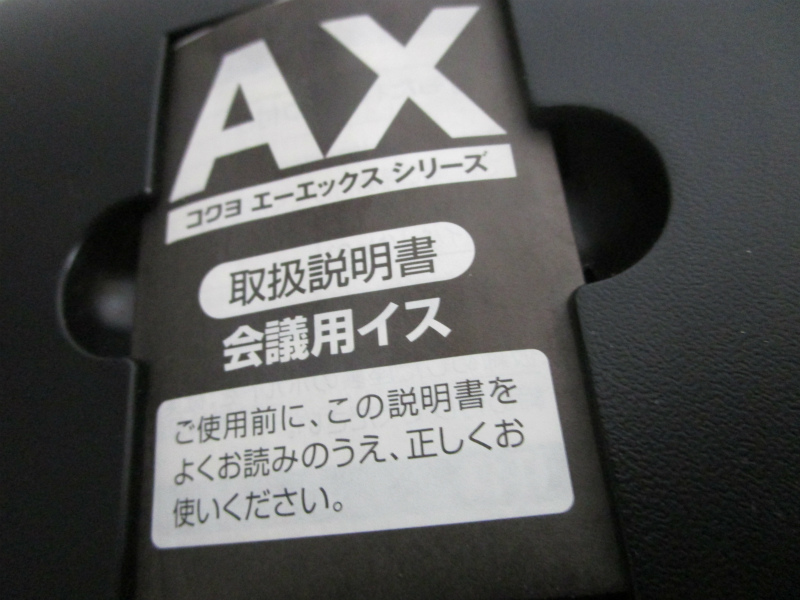 AX
コクヨ エーエックス シリーズ
取扱説明書
会議用イス
ご使用前に、この説明書を
よくお読みのうえ、正しくお
使いください。